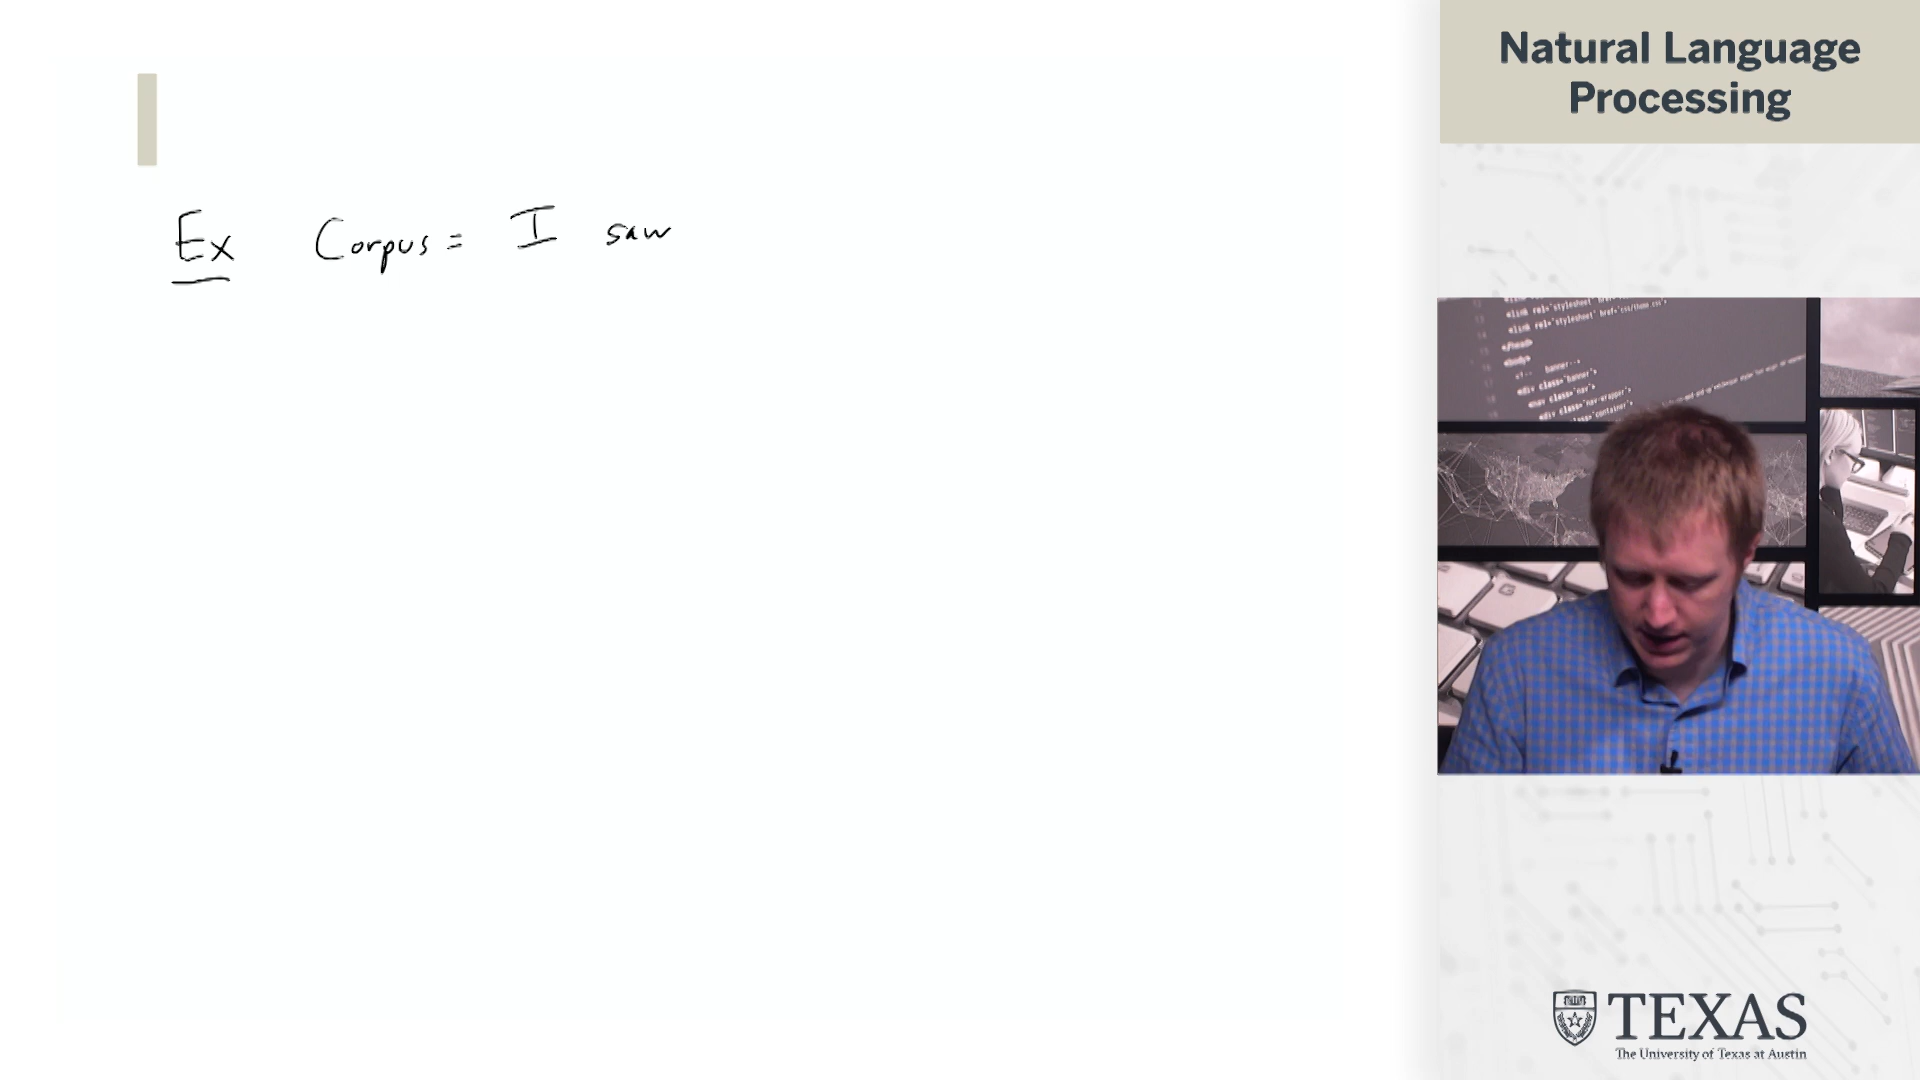 Natural Language
Processing
Ex Corpus = I saw
TEXAS
The University of Texas at Austin